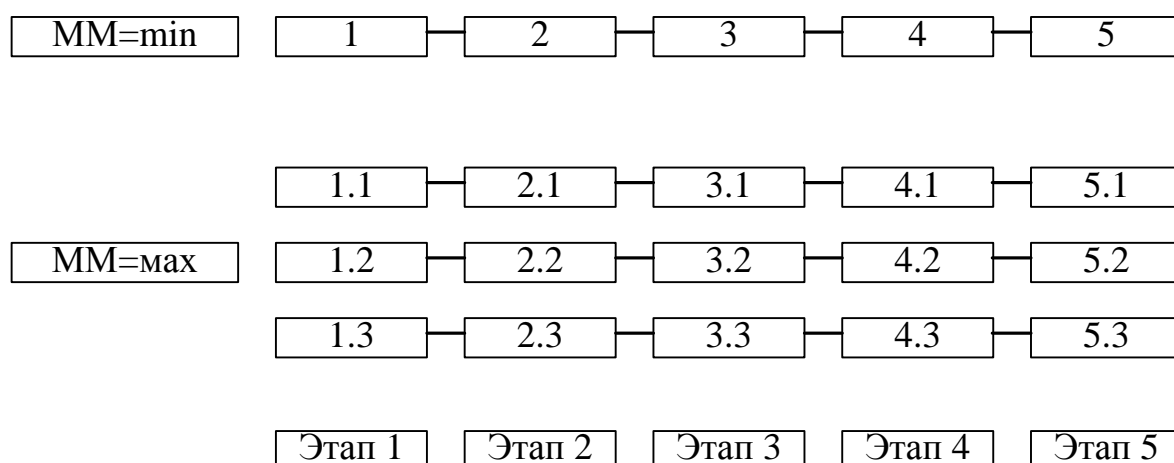 ММ=min 1 2 3 4 5
1.1 2.1 3.1 4.1 5.1
ММ=мах 1.2 2.2 3.2 4.2 5.2
1.3 2.3 3.3 4.3 5.3
Этап 1 Этап 2 Этап 3 Этап 4 Этап 5